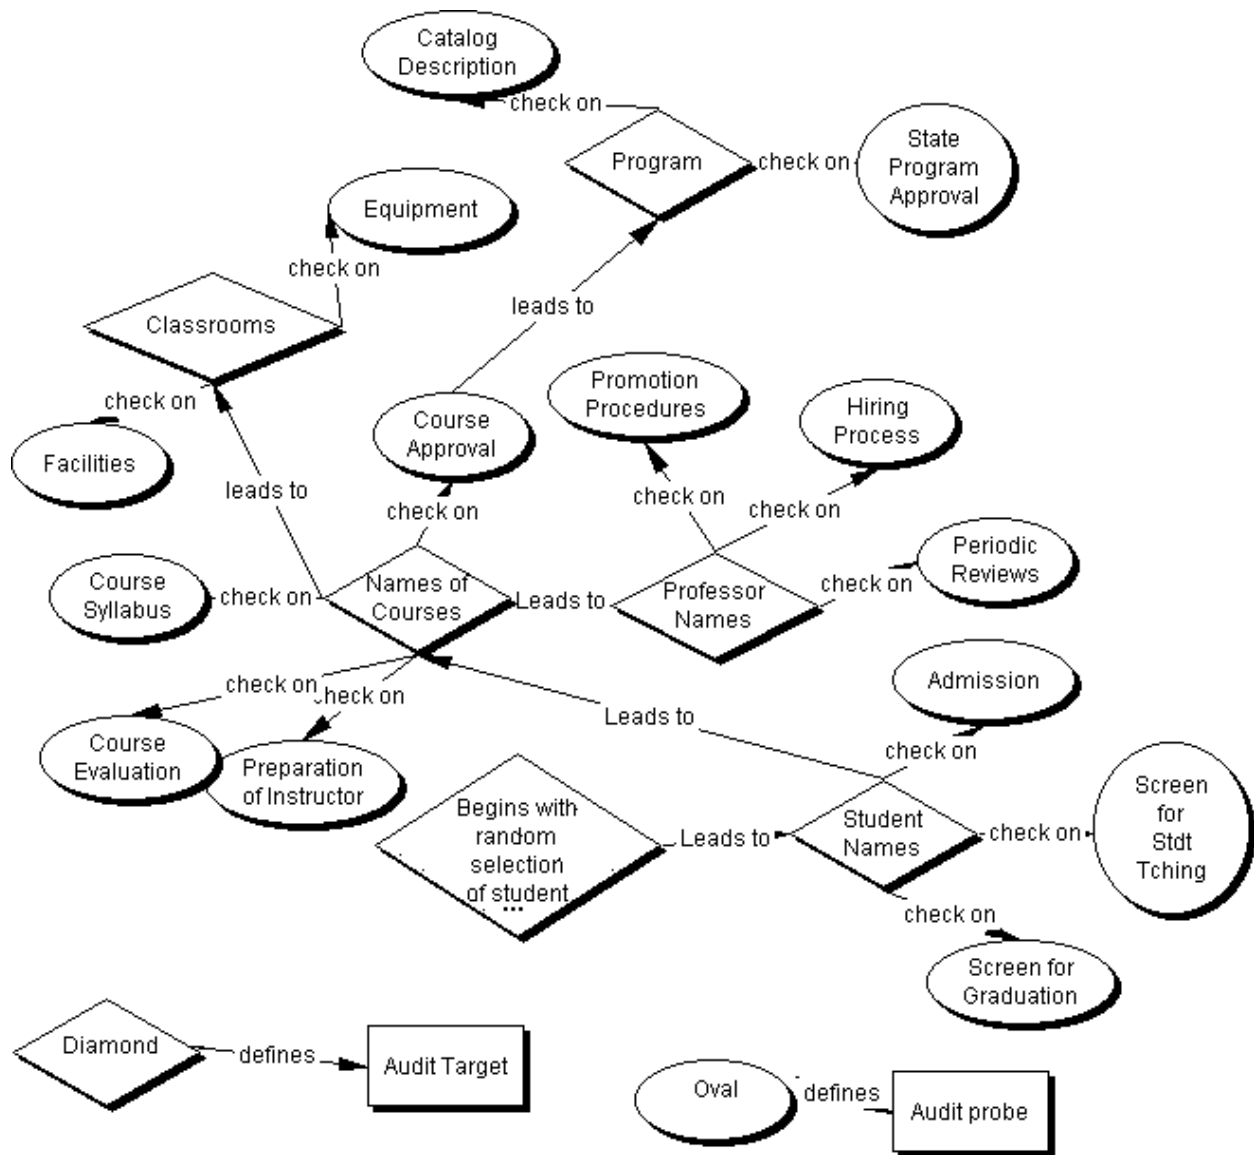 Catalog
Description
check on
Program
check on
State
Program
Approval
Equipment
check on
leads to
Classrooms
check on
Facilities
leads to
Course
Approval
Promotion
Procedures
Hiring
Process
check on
check on
check on
Course
Syllabus
check on
Names of
Courses
Leads to
Professor
Names
check on
Periodic
Reviews
check on
check on
Course
Evaluation
Preparation
of Instructor
Leads to
Admission
check on
Begins with
random
selection
of student
...
Leads to
Student
Names
check on
Screen
for
Stdt
Tching
check on
Screen for
Graduation
Diamond
defines
Audit Target
Oval
defines
Audit probe